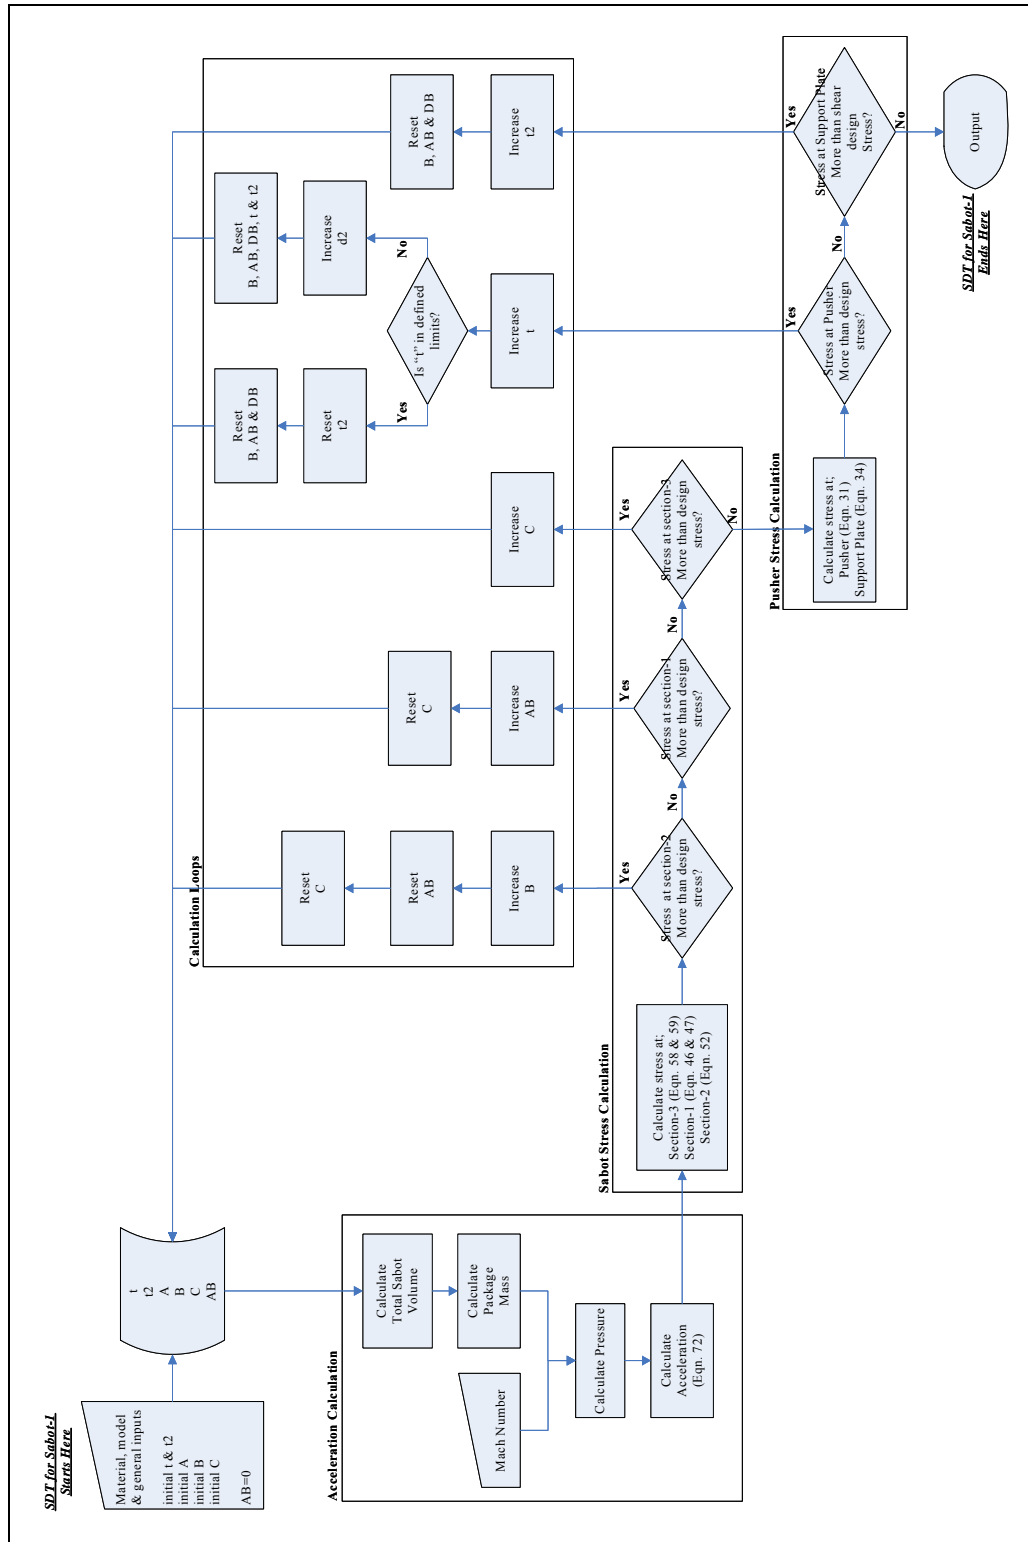 SDT for Sabot-1
Starts Here
Material, model
& general inputs
initial t & t2
initial A
initial B
initial C
AB=0
t
t2
A
B
C
AB
Acceleration Calculation
Calculate
Total Sabot
Volume
Calculate
Package
Mass
Mach Number
Calculate Pressure
Calculate
Acceleration
(Eqn. 72)
Sabot Stress Calculation
Calculate stress at;
Section-3 (Eqn. 58 & 59)
Section-1 (Eqn. 46 & 47)
Section-2 (Eqn. 52)
Stress at section-2
More than design
stress?
Yes
No
Stress at section-1
More than design
stress?
Yes
No
Stress at section-3
More than design
stress?
Yes
No
Calculation Loops
Reset
C
Reset
AB
Increase
B
Reset
C
Increase
AB
Increase
C
Reset
B, AB & DB
Reset
t2
Yes
Is “t” in defined
limits?
No
Increase
t
Reset
B, AB, DB, t & t2
Increase
d2
Reset
B, AB & DB
Increase
t2
Pusher Stress Calculation
Calculate stress at;
Pusher (Eqn. 31)
Support Plate (Eqn. 34)
Stress at Pusher
More than design
stress?
Yes
No
Stress at Support Plate
More than shear
design
Stress?
Yes
No
Output
SDT for Sabot-1
Ends Here